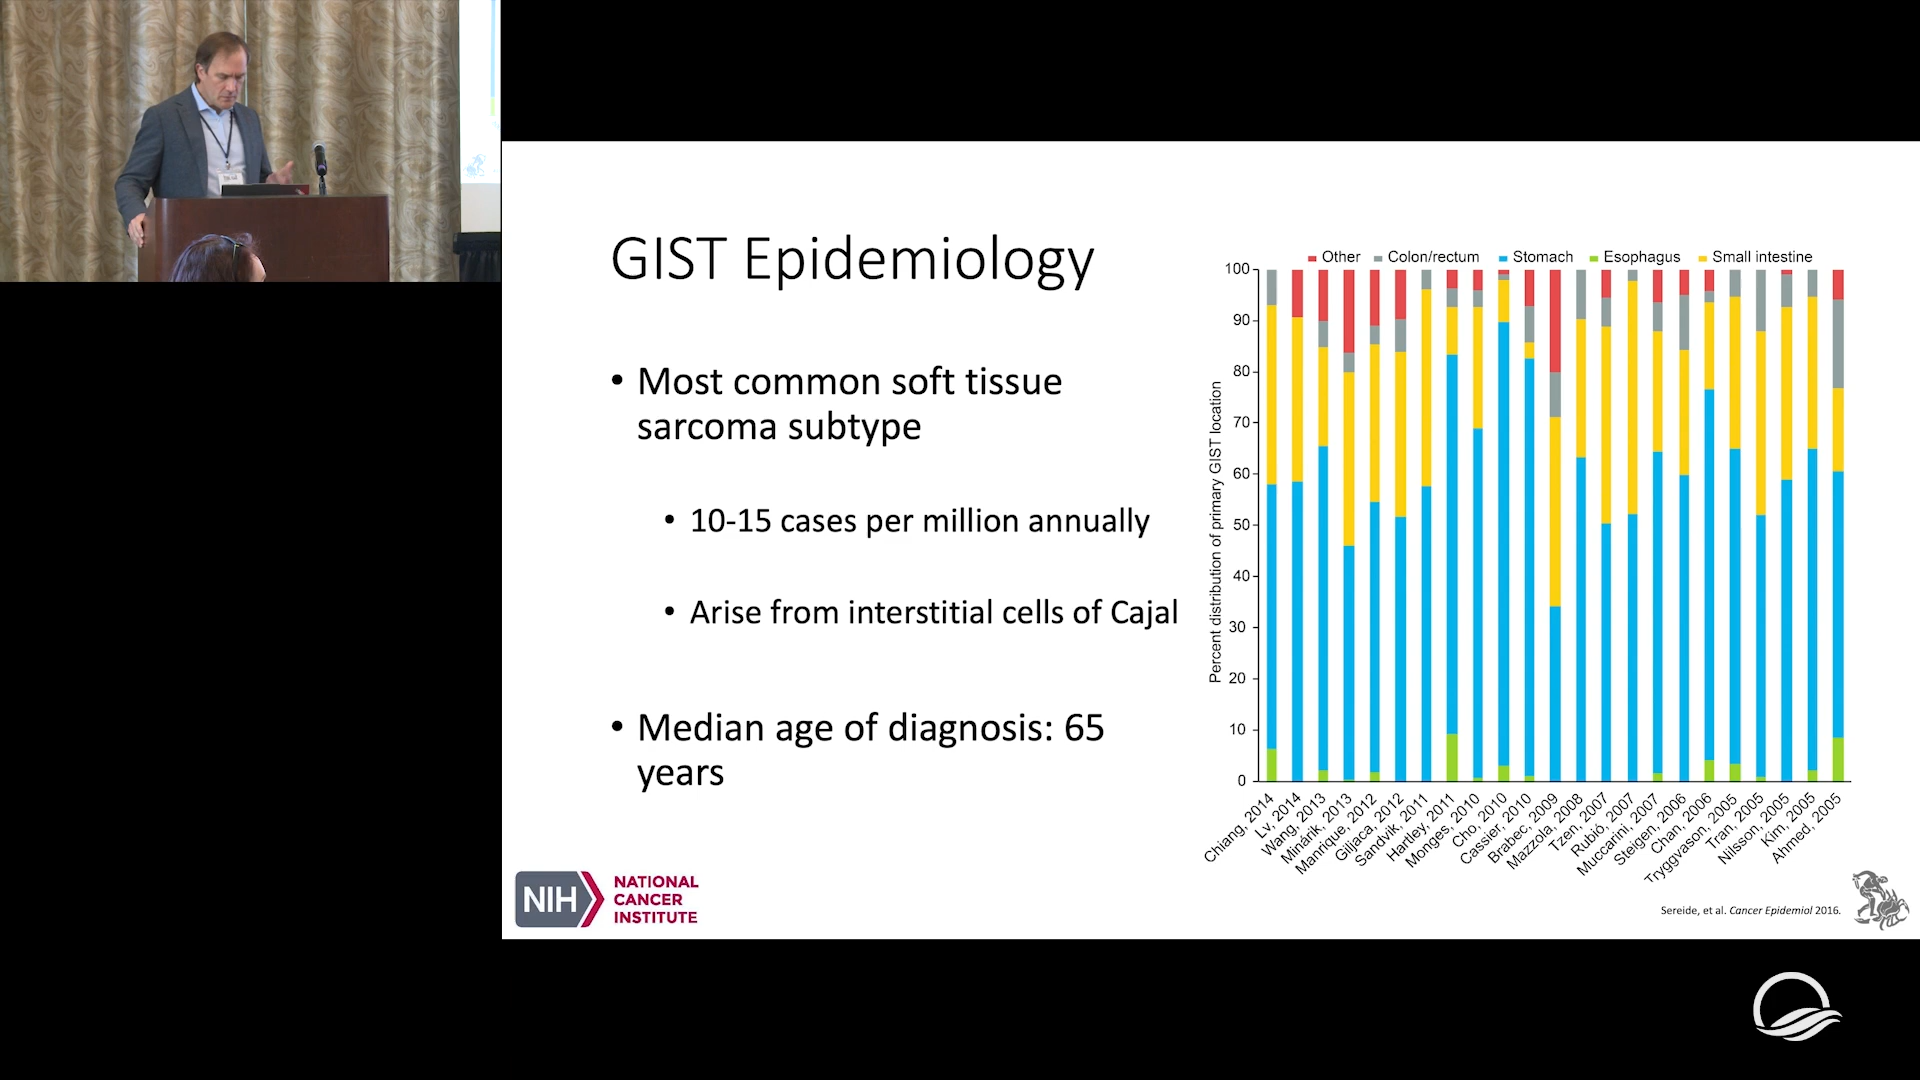 GIST Epidemiology
• Most common soft tissue
sarcoma subtype
• 10-15 cases per million annually
• Arise from interstitial cells of Cajal
• Median age of diagnosis: 65
years
NIH
NATIONAL
CANCER
INSTITUTE
Other Colon/rectum Stomach Esophagus Small intestine
Percent distribution of primary GIST location
100
90
80
70
60
50
40
30
20
10
0
Chiang, 2014
Lv, 2014
Wang, 2013
Minárik, 2013
Manrique, 2012
Giljaca, 2012
Sandvik, 2011
Hartley, 2011
Monges, 2010
Cho, 2010
Cassier, 2010
Brabec, 2009
Mazzola, 2008
Tzen, 2007
Rubió, 2007
Muccarini, 2007
Steigen, 2006
Chan, 2006
Tryggvason, 2005
Tran, 2005
Nilsson, 2005
Kim, 2005
Ahmed, 2005
Sereide, et al. Cancer Epidemiol 2016.